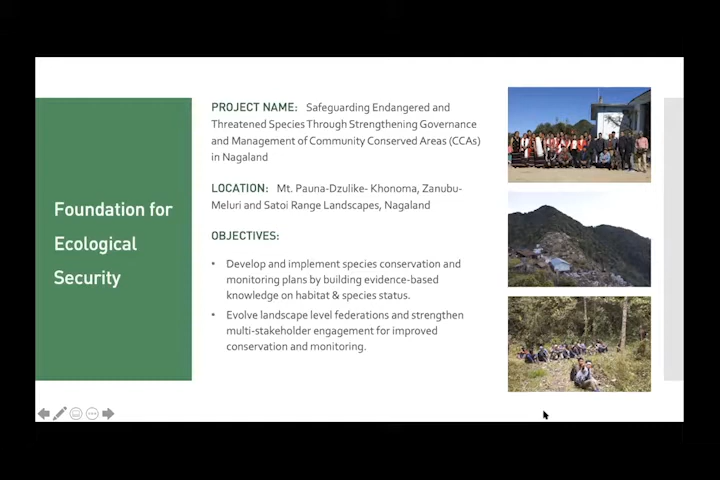 Foundation for
Ecological
Security
PROJECT NAME: Safeguarding Endangered and
Threatened Species Through Strengthening Governance
and Management of Community Conserved Areas (CCAs)
in Nagaland
LOCATION: Mt. Pauna-Dzulike- Khonoma, Zanubu-
Meluri and Satoi Range Landscapes, Nagaland
OBJECTIVES:
• Develop and implement species conservation and
monitoring plans by building evidence-based
knowledge on habitat & species status.
• Evolve landscape level federations and strengthen
multi-stakeholder engagement for improved
conservation and monitoring.